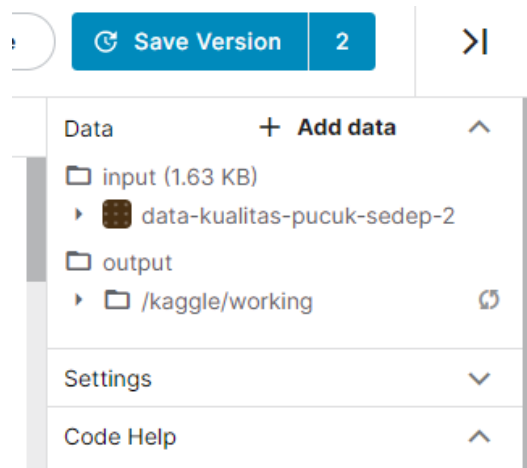 Save Version 2
Data + Add data
input (1.63 KB)
data-kualitas-pucuk-sedep-2
output
/kaggle/working
Settings
Code Help